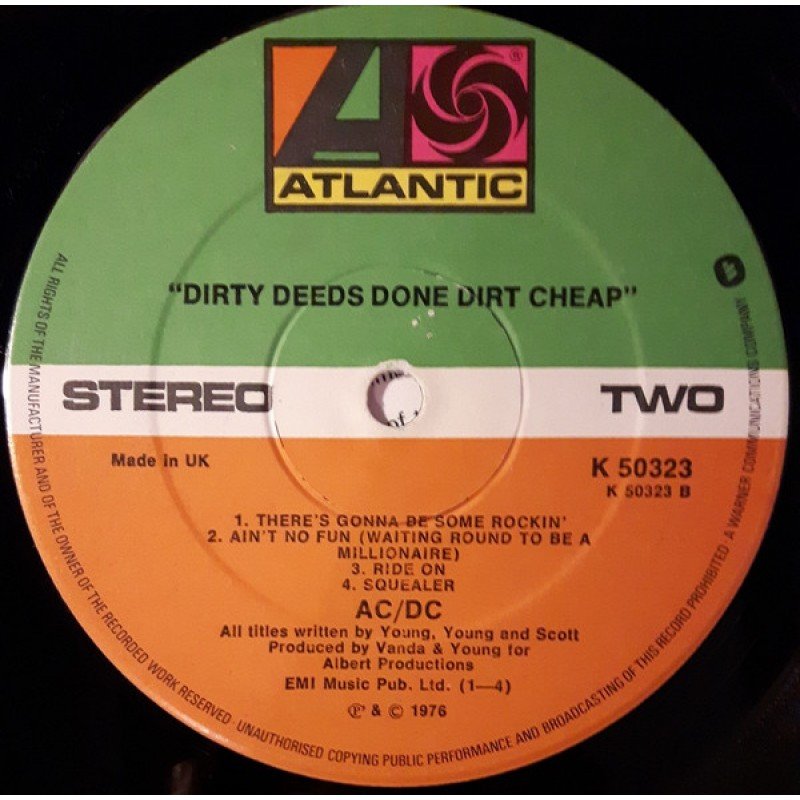 ATLANTIC
®
"DIRTY DEEDS DONE DIRT CHEAP"
STEREO
TWO
Made in UK
K 50323
K 50323 B
1. THERE'S GONNA BE SOME ROCKIN'
2. AIN'T NO FUN (WAITING ROUND TO BE A
MILLIONAIRE)
3. RIDE ON
4. SQUEALER
AC/DC
All titles written by Young, Young and Scott
Produced by Vanda & Young for
Albert Productions
EMI Music Pub. Ltd. (1—4)
℗ & © 1976
ALL RIGHTS OF THE MANUFACTURER AND OF THE OWNER OF THE RECORDED WORK RESERVED · UNAUTHORISED COPYING PUBLIC PERFORMANCE AND BROADCASTING OF THIS RECORD PROHIBITED A WARNER COMMUNICATIONS COMPANY
of